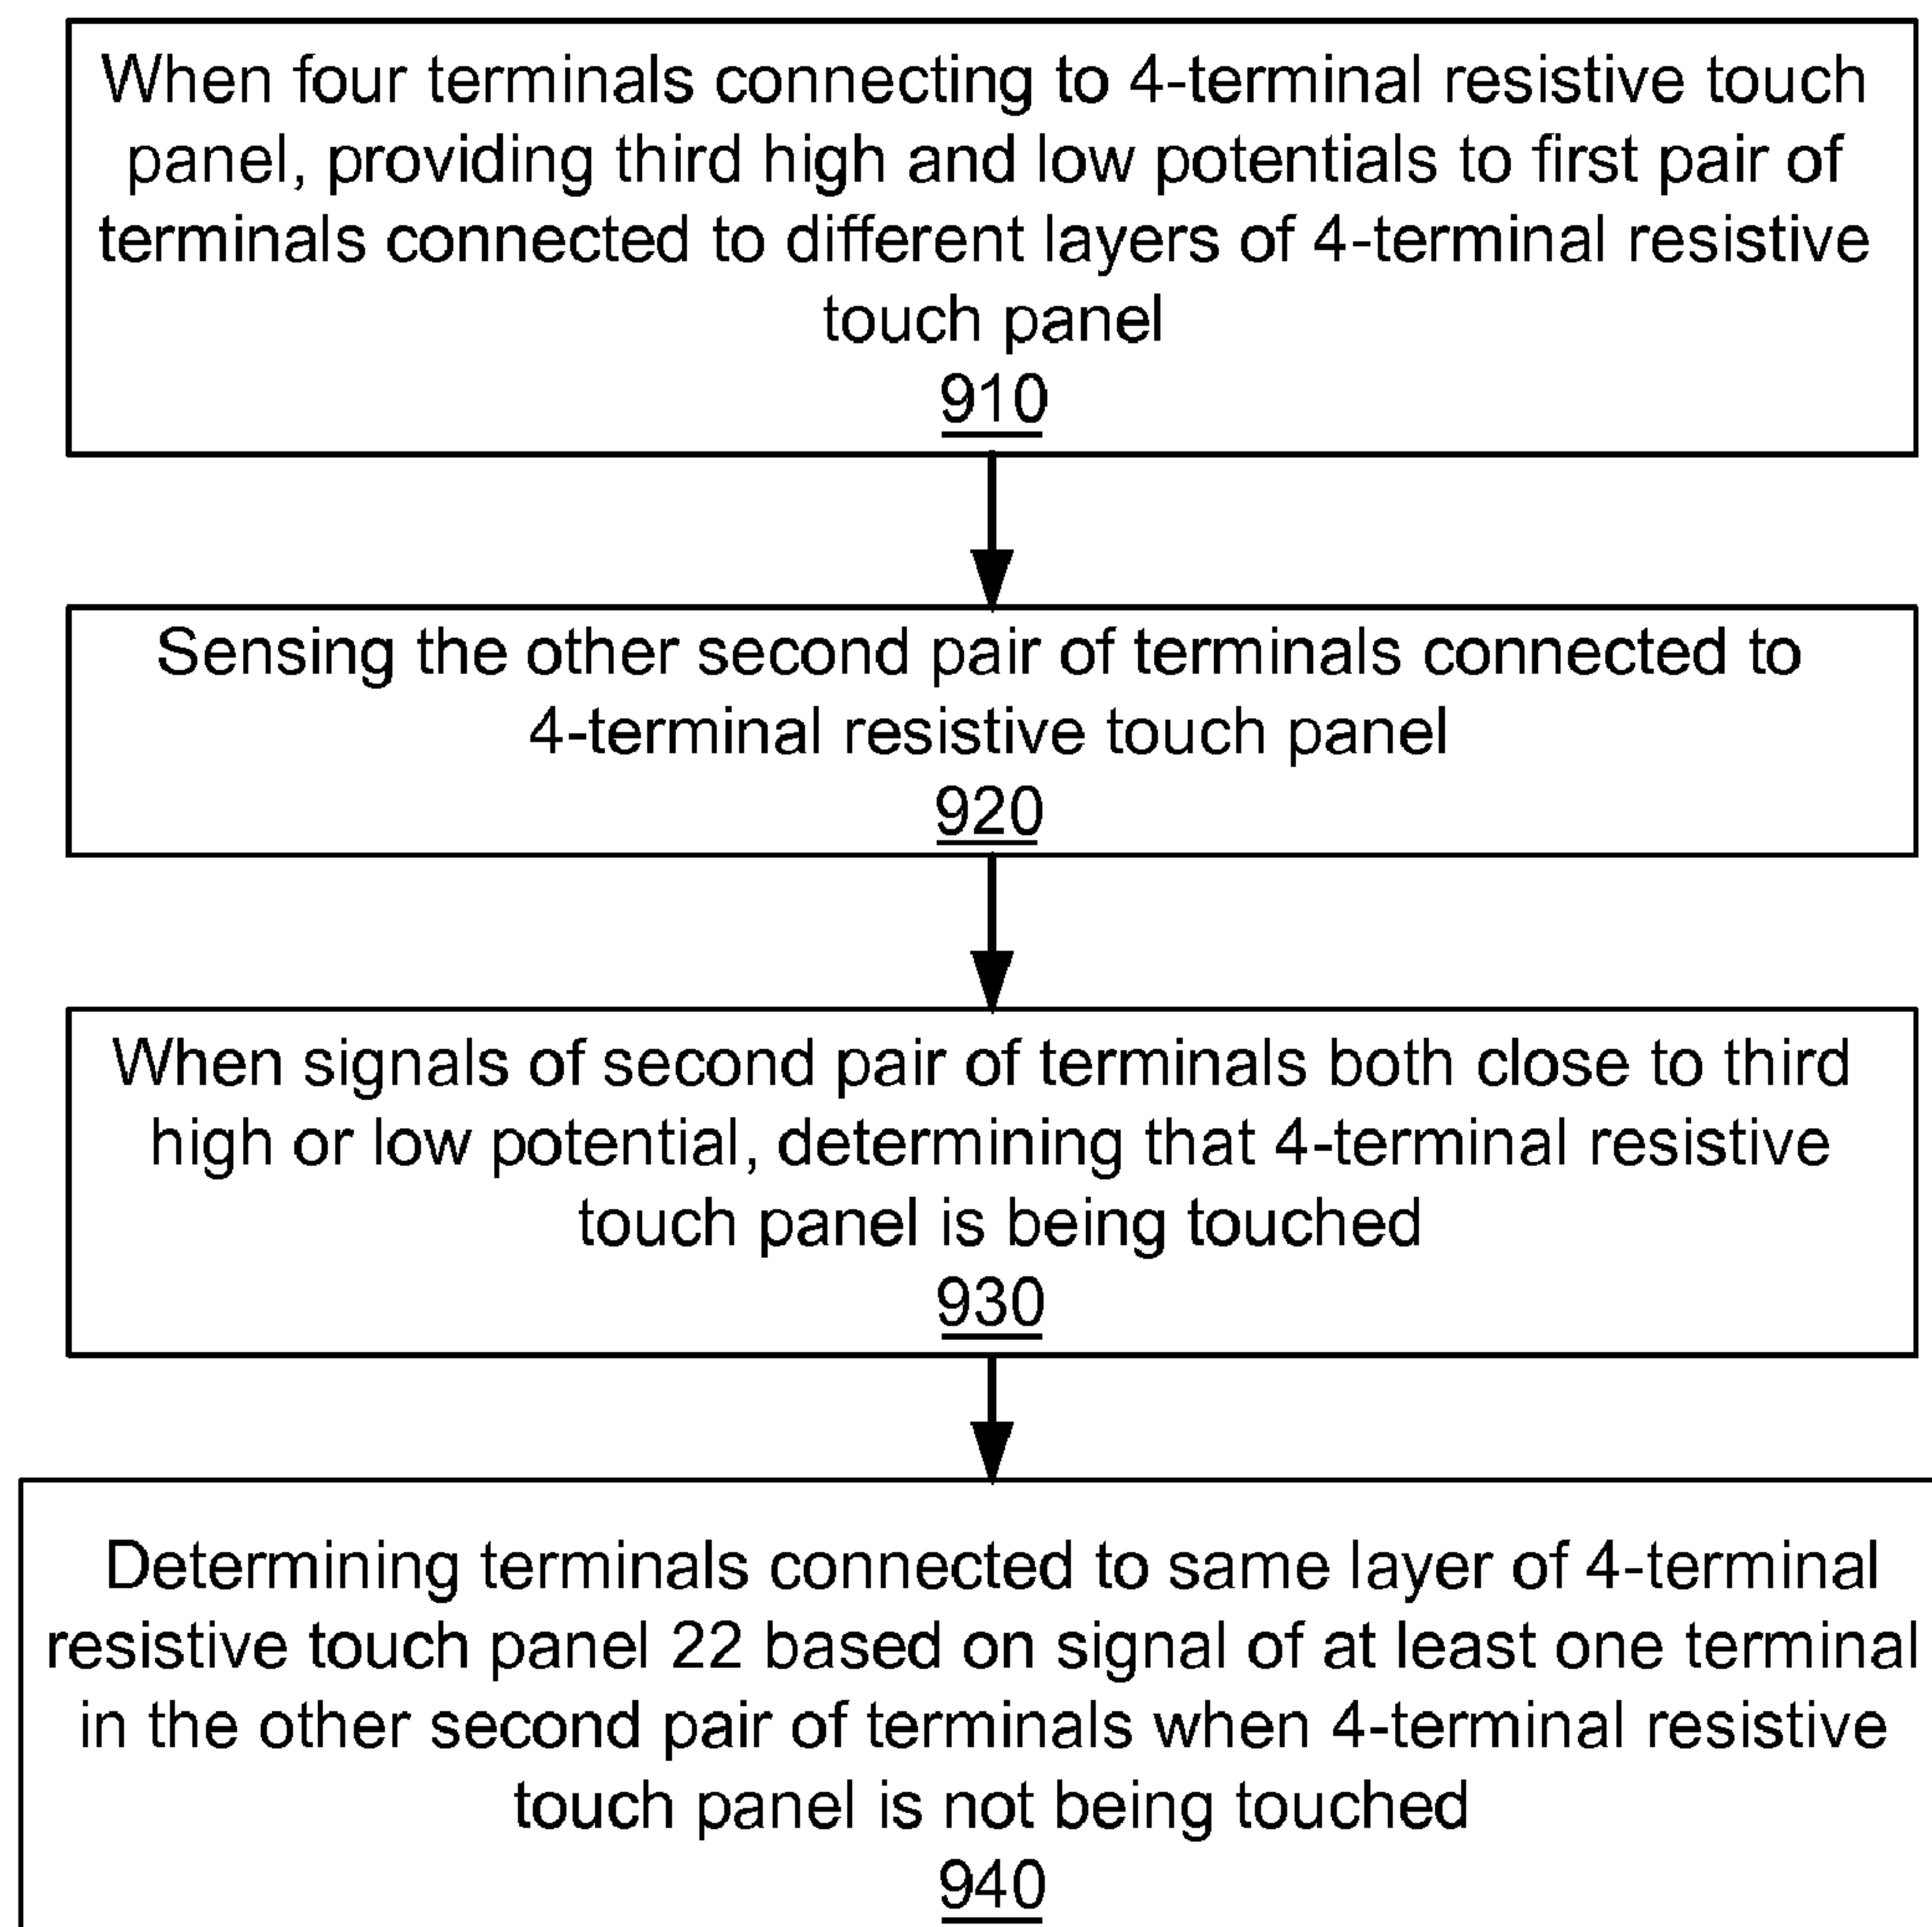 When four terminals connecting to 4-terminal resistive touch
panel, providing third high and low potentials to first pair of
terminals connected to different layers of 4-terminal resistive
touch panel
910
Sensing the other second pair of terminals connected to
4-terminal resistive touch panel
920
When signals of second pair of terminals both close to third
high or low potential, determining that 4-terminal resistive
touch panel is being touched
930
Determining terminals connected to same layer of 4-terminal
resistive touch panel 22 based on signal of at least one terminal
in the other second pair of terminals when 4-terminal resistive
touch panel is not being touched
940